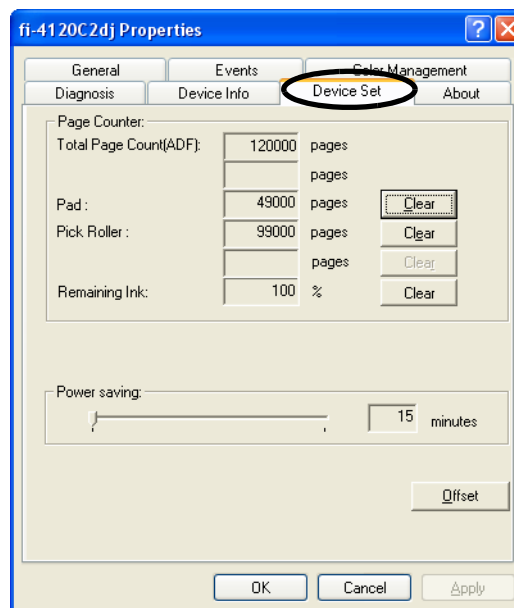 fi-4120C2dj Properties
General Events Color Management
Diagnosis Device Info Device Set About
Page Counter:
Total Page Count(ADF): 120000 pages
pages
Pad : 49000 pages Clear
Pick Roller : 99000 pages Clear
pages Clear
Remaining Ink: 100 % Clear
Power saving:
15 minutes
Offset
OK Cancel Apply